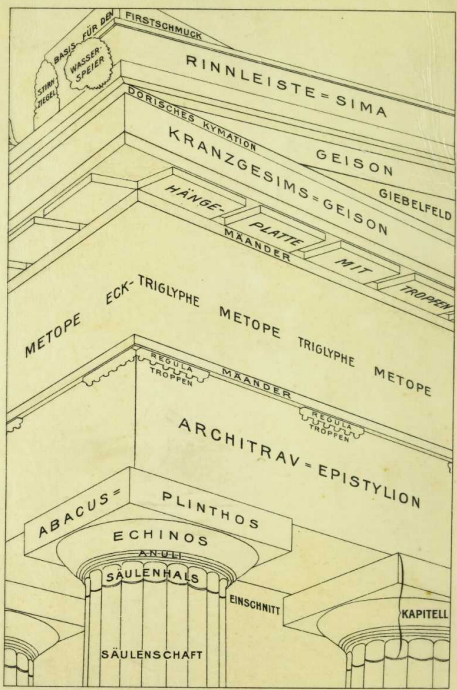 FIRSTSCHMUCK
BASIS FÜR DEN
WASSER-
SPEIER
STIRN
ZIEGEL
RINNLEISTE = SIMA
DORISCHES KYMATION
GEISON
KRANZGESIMS = GEISON
GIEBELFELD
HÄNGE-
PLATTE
MIT
TROPFEN
MÄANDER
ECK-TRIGLYPHE
METOPE
METOPE
TRIGLYPHE
METOPE
REGULA
TROPFEN
MÄANDER
REGULA
TROPFEN
ARCHITRAV = EPISTYLION
ABACUS =
PLINTHOS
ECHINOS
ANULI
SÄULENHALS
EINSCHNITT
KAPITELL
SÄULENSCHAFT